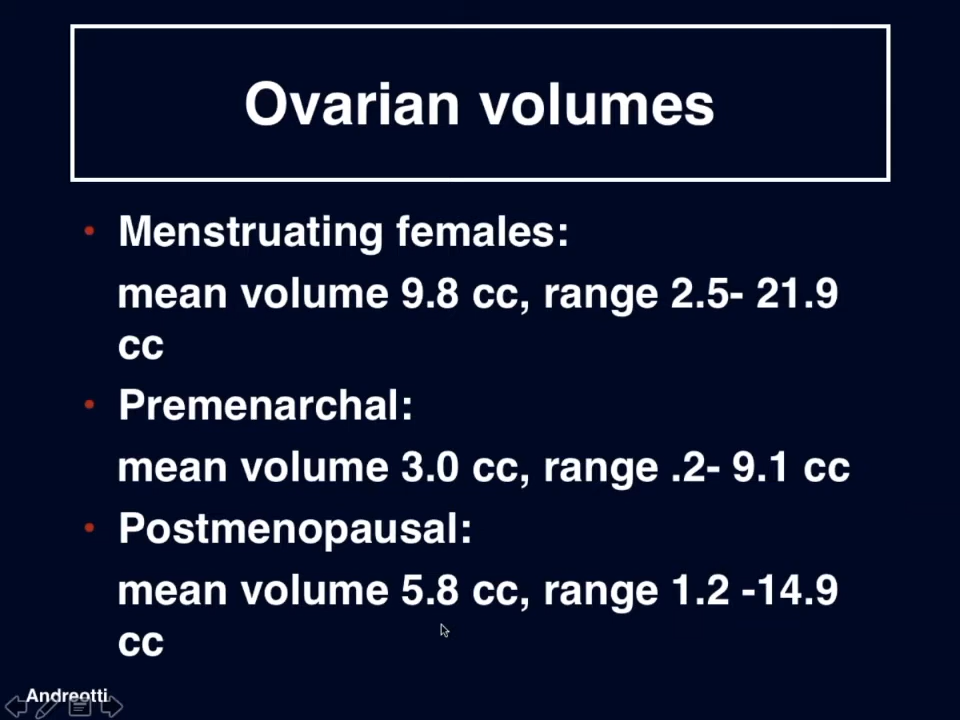 Ovarian volumes
• Menstruating females:
mean volume 9.8 cc, range 2.5- 21.9
cc
• Premenarchal:
mean volume 3.0 cc, range .2- 9.1 cc
• Postmenopausal:
mean volume 5.8 cc, range 1.2 -14.9
cc
Andreotti